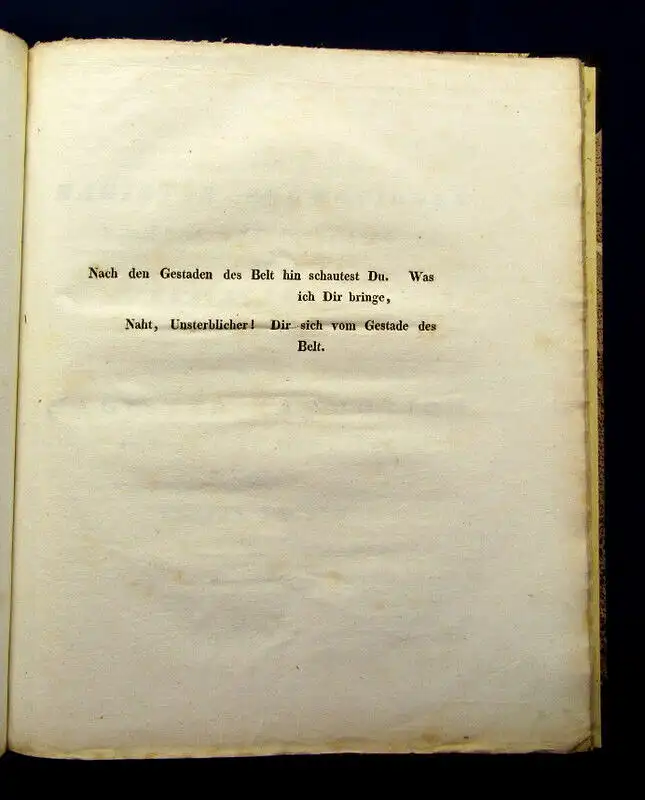 Nach den Gestaden des Belt hin schautest Du. Was
ich Dir bringe,
Naht, Unsterblicher! Dir sich vom Gestade des
Belt.